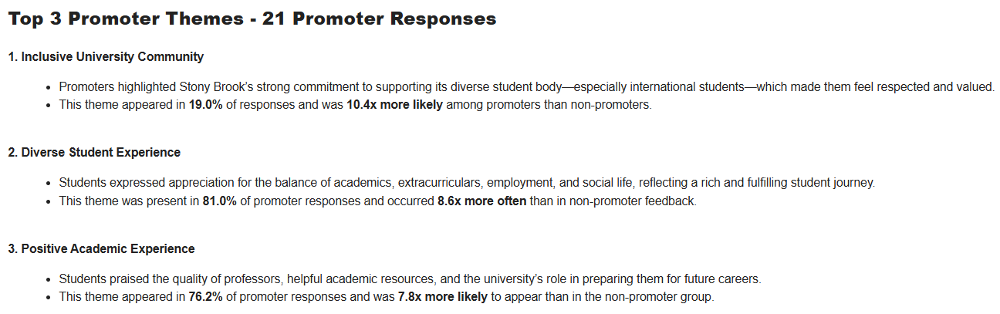 Top 3 Promoter Themes - 21 Promoter Responses
1. Inclusive University Community
• Promoters highlighted Stony Brook’s strong commitment to supporting its diverse student body—especially international students—which made them feel respected and valued.
• This theme appeared in 19.0% of responses and was 10.4x more likely among promoters than non-promoters.
2. Diverse Student Experience
• Students expressed appreciation for the balance of academics, extracurriculars, employment, and social life, reflecting a rich and fulfilling student journey.
• This theme was present in 81.0% of promoter responses and occurred 8.6x more often than in non-promoter feedback.
3. Positive Academic Experience
• Students praised the quality of professors, helpful academic resources, and the university’s role in preparing them for future careers.
• This theme appeared in 76.2% of promoter responses and was 7.8x more likely to appear than in the non-promoter group.